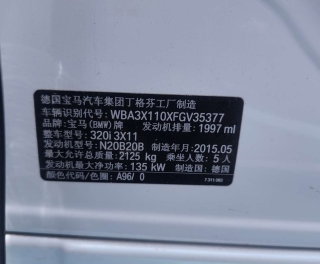 德国宝马汽车集团丁格芬工厂制造
车辆识别代号: WBA3X110XFGV35377
品牌: 宝马(BMW)牌 发动机排量: 1997 ml
整车型号: 320i 3X11
发动机型号: N20B20B 制造年月: 2015.05
最大允许总质量: 2125 kg 乘坐人数: 5 人
发动机最大净功率: 135 kW 制造国: 德国
颜色代码/色号: A96/ 0